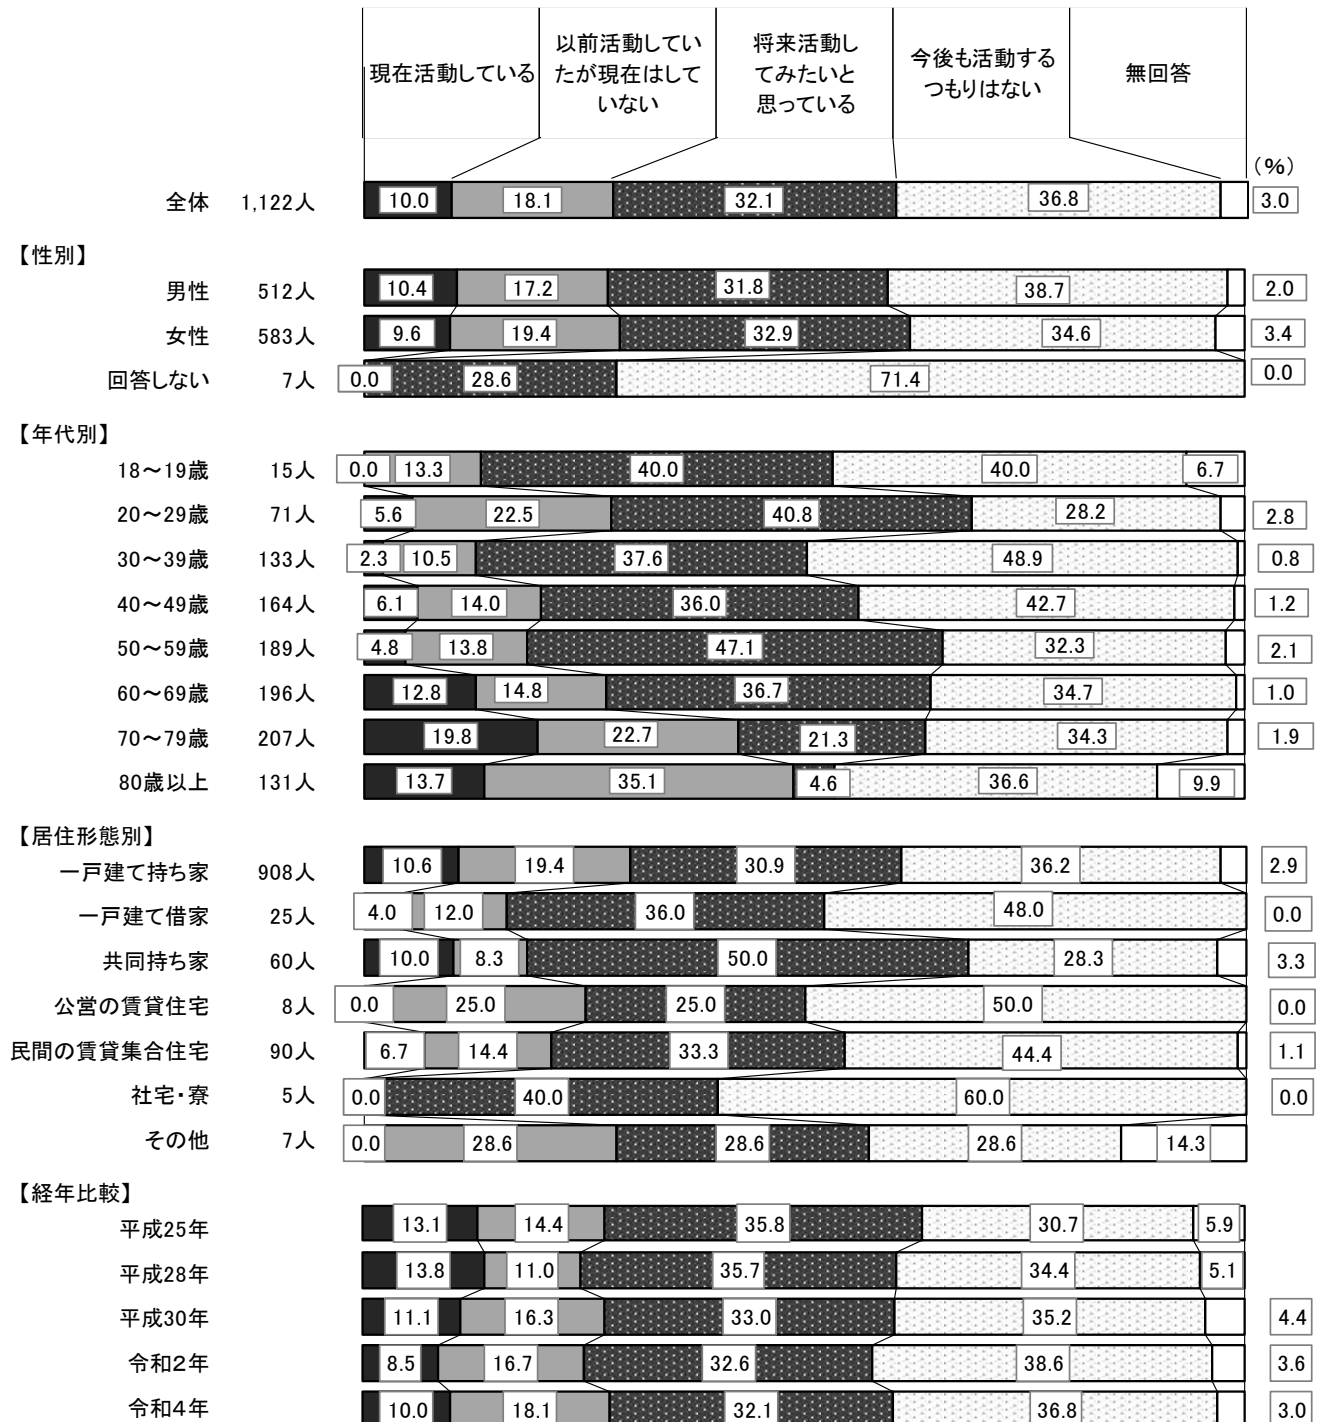 現在活動している
以前活動してい
たが現在はして
いない
将来活動し
てみたいと
思っている
今後も活動する
つもりはない
無回答
(%)
全体 1,122人 10.0 18.1 32.1 36.8 3.0
【性別】
男性 512人 10.4 17.2 31.8 38.7 2.0
女性 583人 9.6 19.4 32.9 34.6 3.4
回答しない 7人 0.0 28.6 71.4 0.0
【年代別】
18～19歳 15人 0.0 13.3 40.0 40.0 6.7
20～29歳 71人 5.6 22.5 40.8 28.2 2.8
30～39歳 133人 2.3 10.5 37.6 48.9 0.8
40～49歳 164人 6.1 14.0 36.0 42.7 1.2
50～59歳 189人 4.8 13.8 47.1 32.3 2.1
60～69歳 196人 12.8 14.8 36.7 34.7 1.0
70～79歳 207人 19.8 22.7 21.3 34.3 1.9
80歳以上 131人 13.7 35.1 4.6 36.6 9.9
【居住形態別】
一戸建て持ち家 908人 10.6 19.4 30.9 36.2 2.9
一戸建て借家 25人 4.0 12.0 36.0 48.0 0.0
共同持ち家 60人 10.0 8.3 50.0 28.3 3.3
公営の賃貸住宅 8人 0.0 25.0 25.0 50.0 0.0
民間の賃貸集合住宅 90人 6.7 14.4 33.3 44.4 1.1
社宅・寮 5人 0.0 40.0 60.0 0.0
その他 7人 0.0 28.6 28.6 28.6 14.3
【経年比較】
平成25年 13.1 14.4 35.8 30.7 5.9
平成28年 13.8 11.0 35.7 34.4 5.1
平成30年 11.1 16.3 33.0 35.2 4.4
令和2年 8.5 16.7 32.6 38.6 3.6
令和4年 10.0 18.1 32.1 36.8 3.0